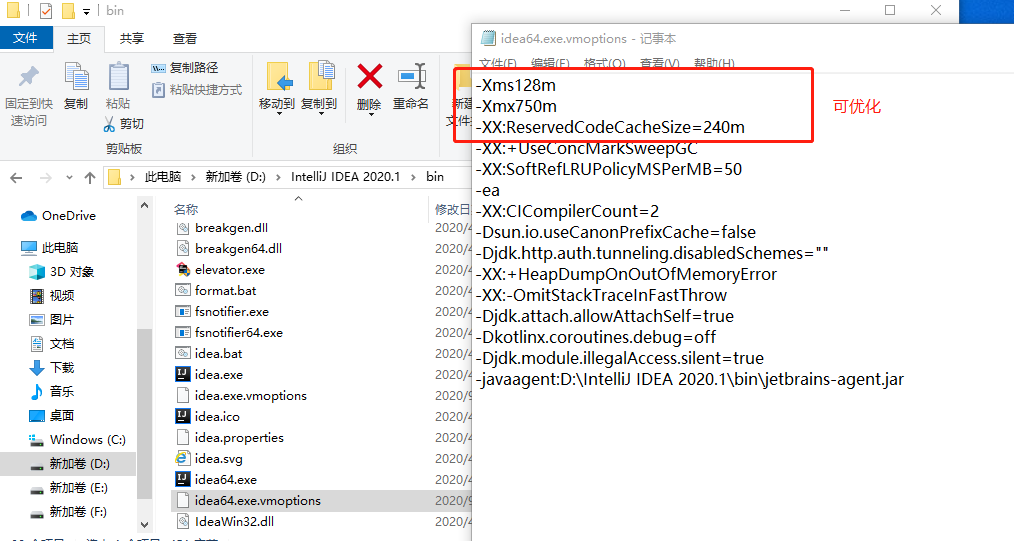 bin
文件
主页
共享
查看
固定到快
速访问
复制
粘贴
复制路径
粘贴快捷方式
剪切
剪贴板
移动到
复制到
删除
重命名
组织
新建
此电脑
新加卷 (D:)
IntelliJ IDEA 2020.1
bin
OneDrive
此电脑
3D 对象
视频
图片
文档
下载
音乐
桌面
Windows (C:)
新加卷 (D:)
新加卷 (E:)
新加卷 (F:)
名称
修改日
breakgen.dll
2020/4
breakgen64.dll
2020/4
elevator.exe
2020/4
format.bat
2020/4
fsnotifier.exe
2020/4
fsnotifier64.exe
2020/4
idea.bat
2020/4
idea.exe
2020/4
idea.exe.vmoptions
2020/9
idea.ico
2020/4
idea.properties
2020/4
idea.svg
2020/4
idea64.exe
2020/4
idea64.exe.vmoptions
2020/9
IdeaWin32.dll
2020/4
idea64.exe.vmoptions - 记事本
文件(F)
编辑(E)
格式(O)
查看(V)
帮助(H)
-Xms128m
-Xmx750m
-XX:ReservedCodeCacheSize=240m
-XX:+UseConcMarkSweepGC
-XX:SoftRefLRUPolicyMSPerMB=50
-ea
-XX:CICompilerCount=2
-Dsun.io.useCanonPrefixCache=false
-Djdk.http.auth.tunneling.disabledSchemes=""
-XX:+HeapDumpOnOutOfMemoryError
-XX:-OmitStackTraceInFastThrow
-Djdk.attach.allowAttachSelf=true
-Dkotlinx.coroutines.debug=off
-Djdk.module.illegalAccess.silent=true
-javaagent:D:\IntelliJ IDEA 2020.1\bin\jetbrains-agent.jar
可优化